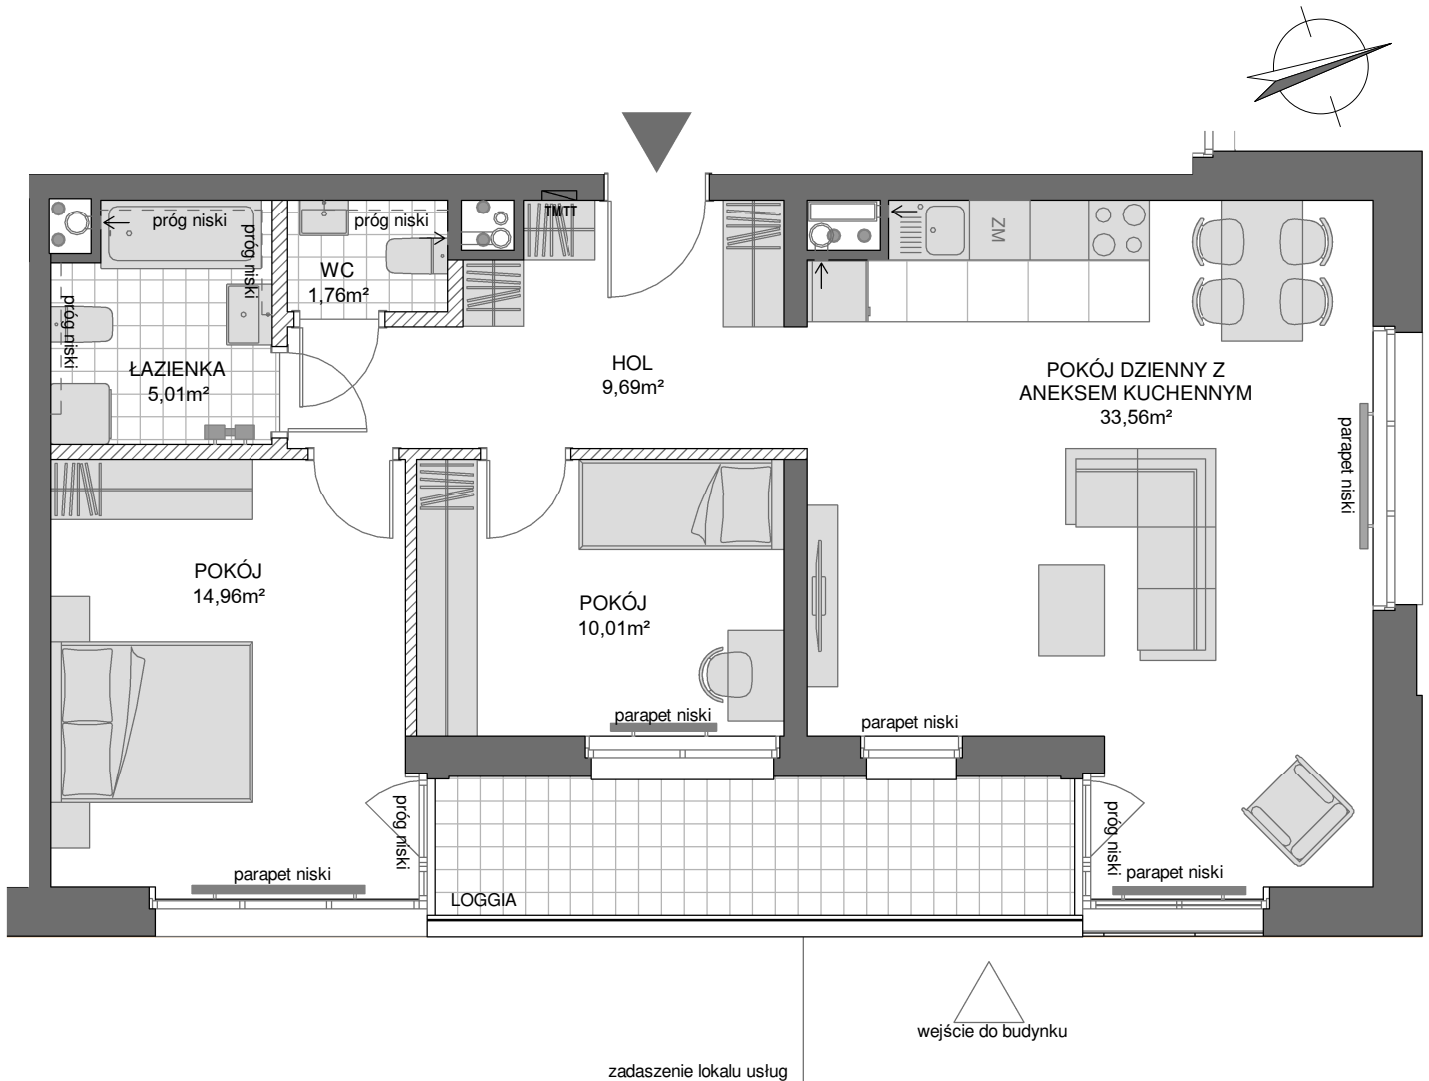 próg niski
próg niski
próg niski
próg niski
TMTT
ZM
WC
1,76m²
ŁAZIENKA
5,01m²
HOL
9,69m²
POKÓJ DZIENNY Z
ANEKSEM KUCHENNYM
33,56m²
parapet niski
POKÓJ
14,96m²
POKÓJ
10,01m²
parapet niski
parapet niski
próg niski
próg niski
parapet niski
parapet niski
LOGGIA
wejście do budynku
zadaszenie lokalu usług